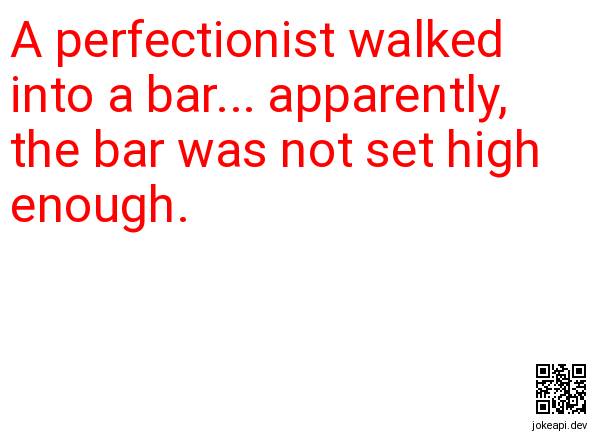 A perfectionist walked
into a bar... apparently,
the bar was not set high
enough.
jokeapi.dev